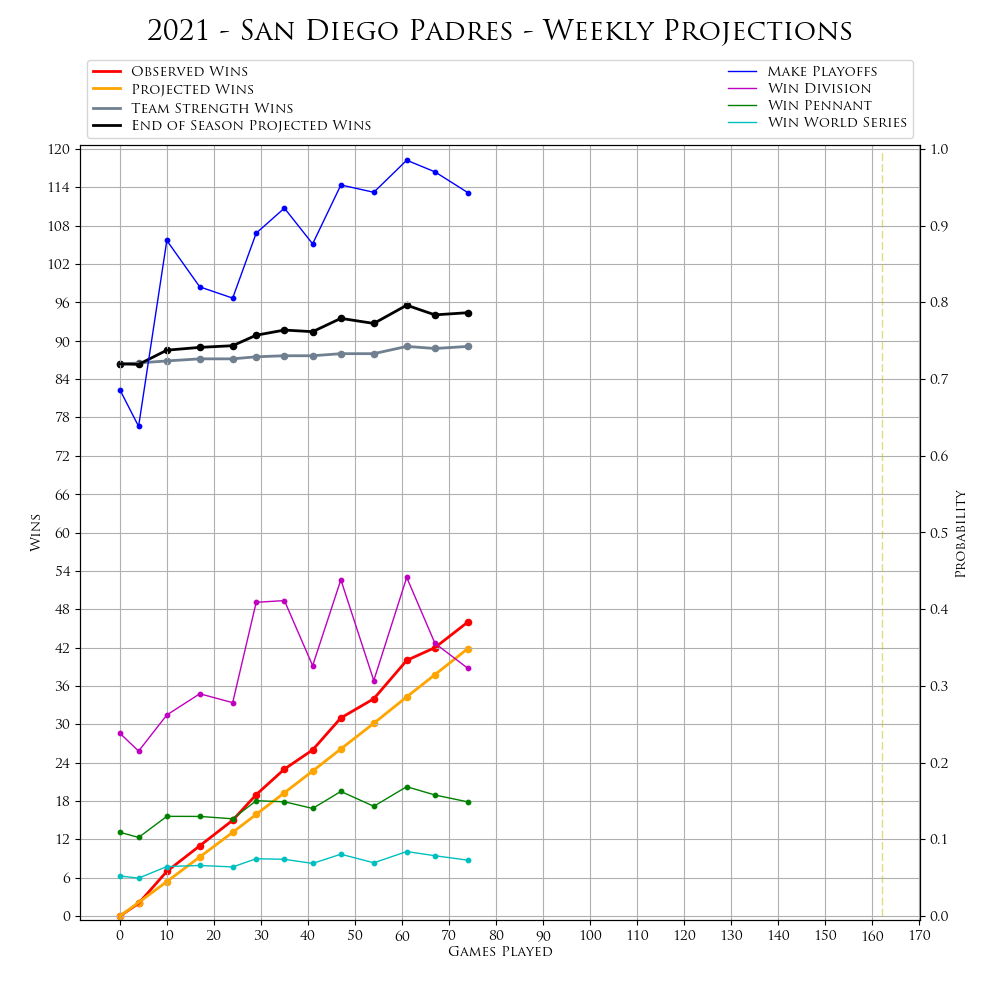 2021 - San Diego Padres - Weekly Projections
Observed Wins
Projected Wins
Team Strength Wins
End of Season Projected Wins
Make Playoffs
Win Division
Win Pennant
Win World Series
120
114
108
102
96
90
84
78
72
66
60
54
48
42
36
30
24
18
12
6
0
Wins
1.0
0.9
0.8
0.7
0.6
0.5
0.4
0.3
0.2
0.1
0.0
Probability
0 10 20 30 40 50 60 70 80 90 100 110 120 130 140 150 160 170
Games Played